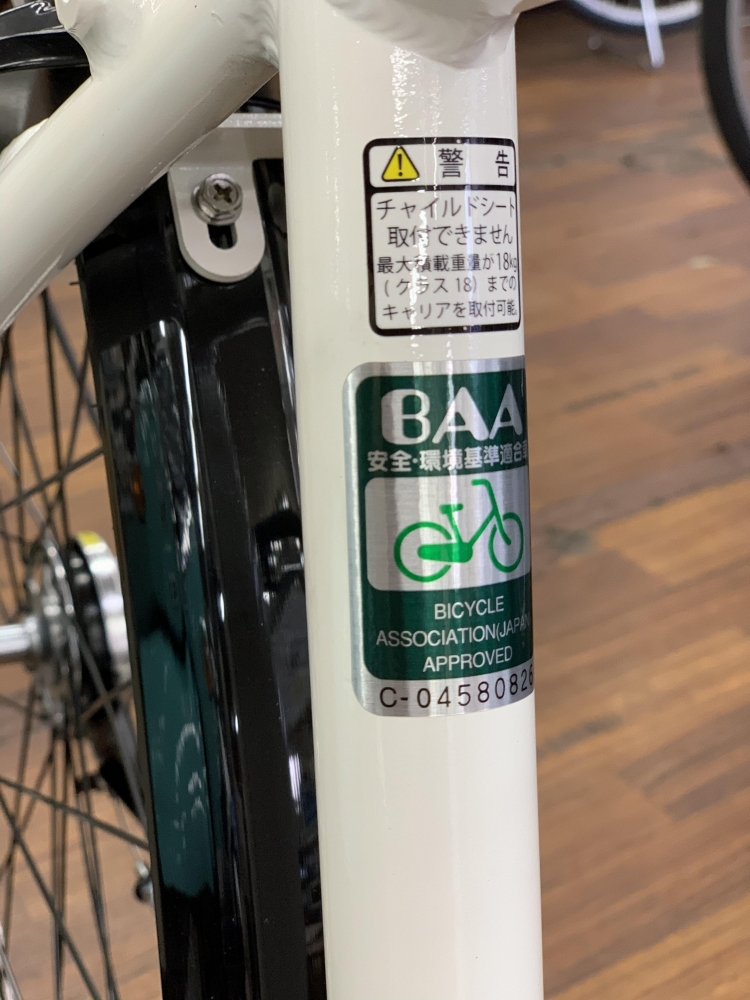 警 告
チャイルドシート
取付できません
最大積載重量が18kg
(クラス 18) までの
キャリアを取付可能。
BAA
安全・環境基準適合車
BICYCLE
ASSOCIATION(JAPAN)
APPROVED
C-04580826